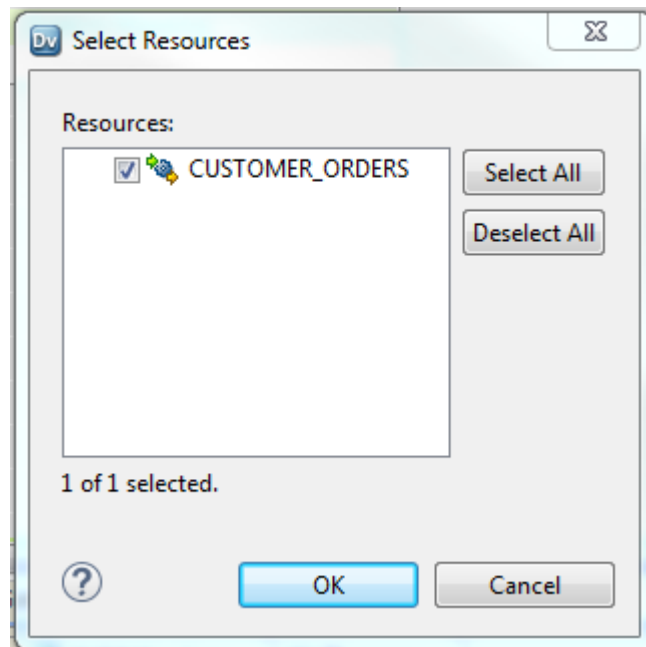 Dv Select Resources
Resources:
CUSTOMER_ORDERS
Select All
Deselect All
1 of 1 selected.
?
OK
Cancel